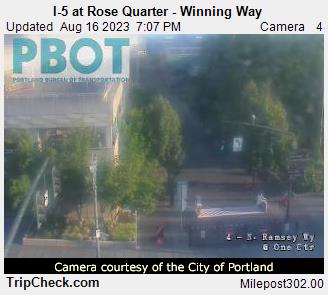 I-5 at Rose Quarter - Winning Way
Updated Aug 16 2023 7:07 PM Camera 4
PBOT
PORTLAND BUREAU OF TRANSPORTATION
4 - N. Ramsey Wy
@ One Ctr
Camera courtesy of the City of Portland
TripCheck.com Milepost302.00